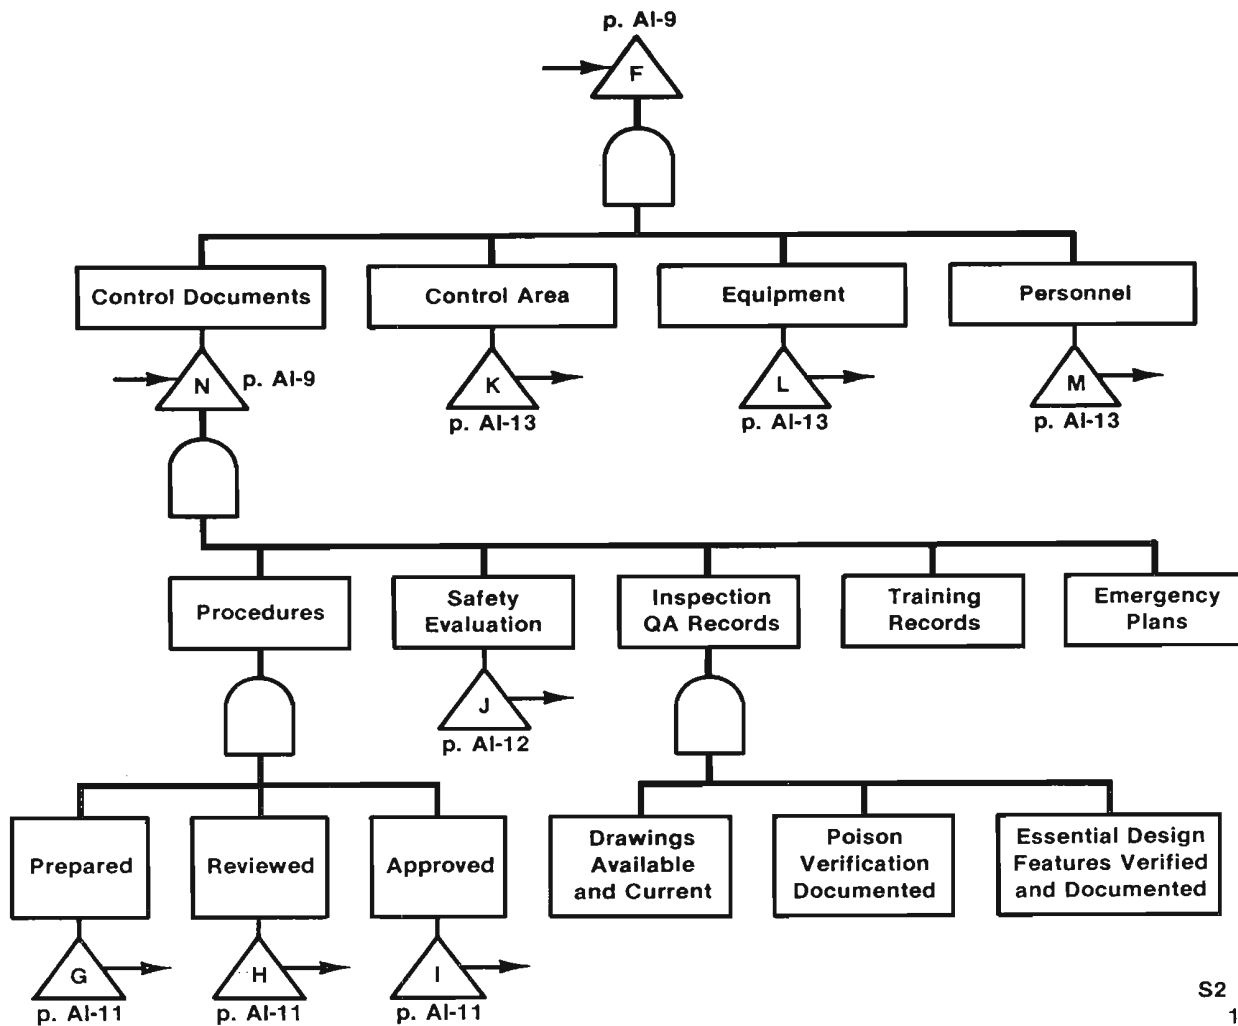 p. AI-9
F
Control Documents
Control Area
Equipment
Personnel
N
p. AI-9
K
p. AI-13
L
p. AI-13
M
p. AI-13
Procedures
Safety
Evaluation
Inspection
QA Records
Training
Records
Emergency
Plans
J
p. AI-12
Prepared
Reviewed
Approved
Drawings
Available
and Current
Poison
Verification
Documented
Essential Design
Features Verified
and Documented
G
p. AI-11
H
p. AI-11
I
p. AI-11
S2
1